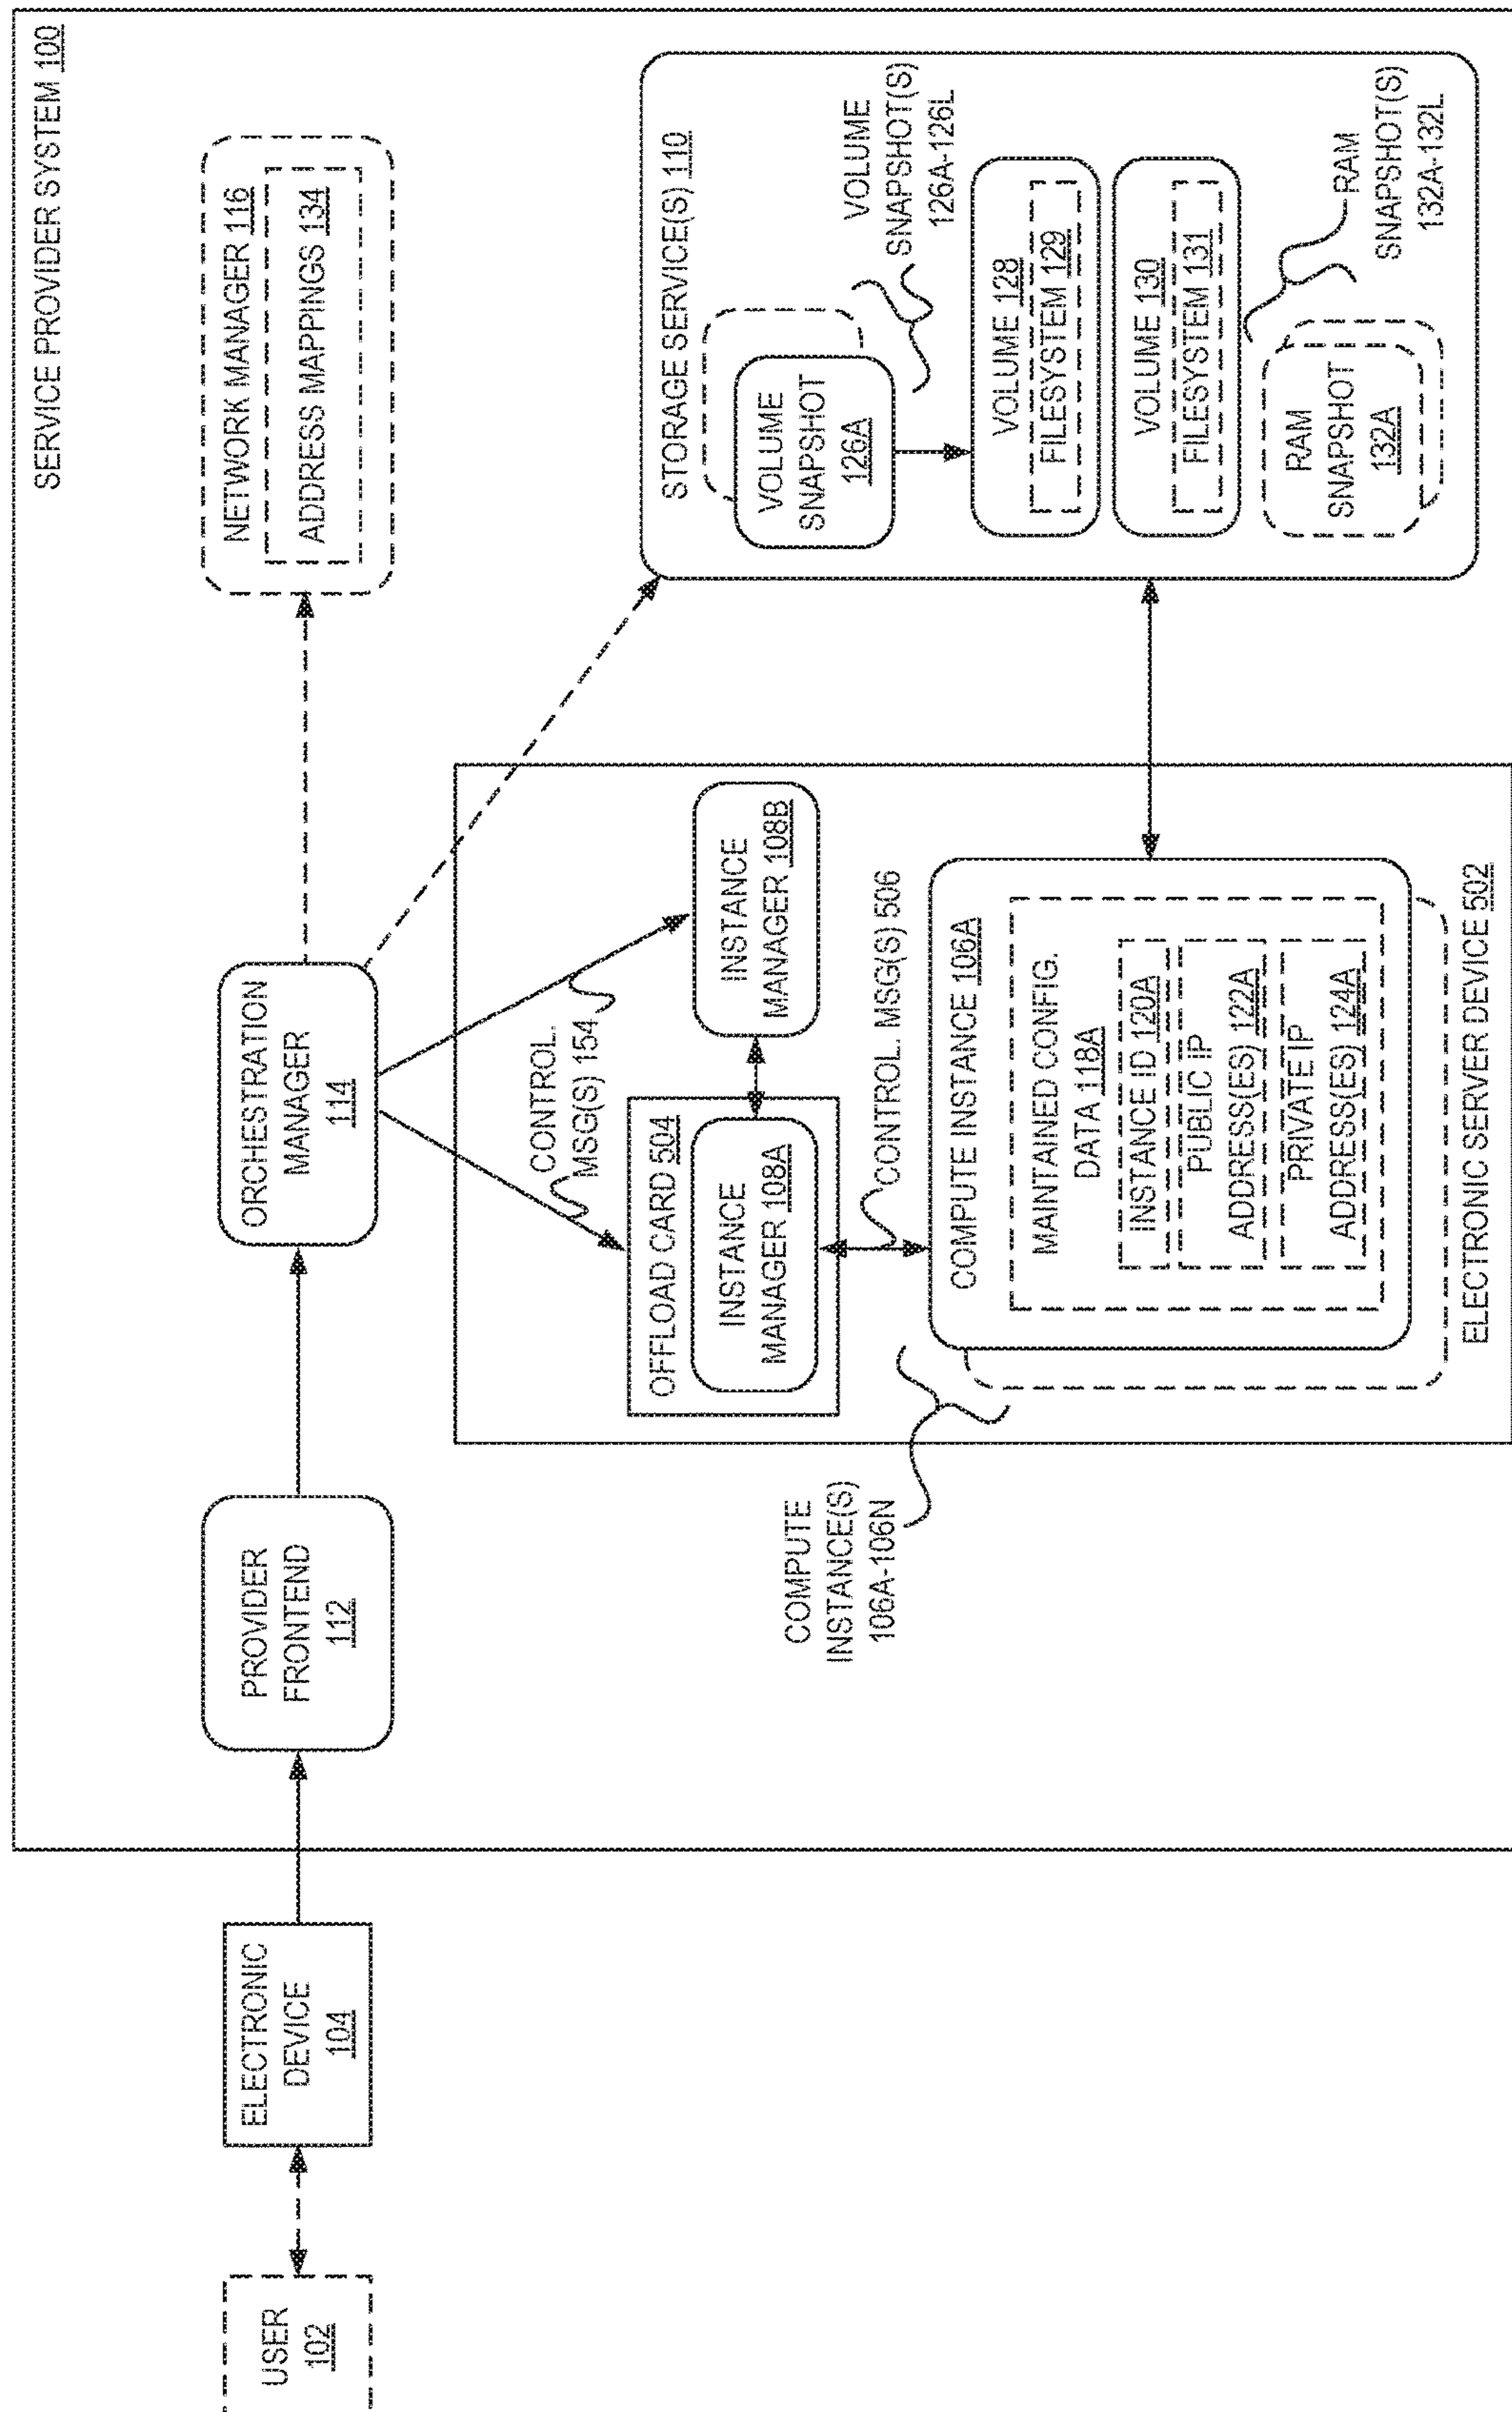 SERVICE PROVIDER SYSTEM 100
USER
102
ELECTRONIC
DEVICE
104
PROVIDER
FRONTEND
112
ORCHESTRATION
MANAGER
114
NETWORK MANAGER 116
ADDRESS MAPPINGS 134
CONTROL.
MSG(S) 154
OFFLOAD CARD 504
INSTANCE
MANAGER 108A
INSTANCE
MANAGER 108B
CONTROL. MSG(S) 506
COMPUTE
INSTANCE(S)
106A-106N
COMPUTE INSTANCE 106A
MAINTAINED CONFIG.
DATA 118A
INSTANCE ID 120A
PUBLIC IP
ADDRESS(ES) 122A
PRIVATE IP
ADDRESS(ES) 124A
ELECTRONIC SERVER DEVICE 502
STORAGE SERVICE(S) 110
VOLUME
SNAPSHOT
126A
VOLUME
SNAPSHOT(S)
126A-126L
VOLUME 128
FILESYSTEM 129
VOLUME 130
FILESYSTEM 131
RAM
SNAPSHOT
132A
RAM
SNAPSHOT(S)
132A-132L